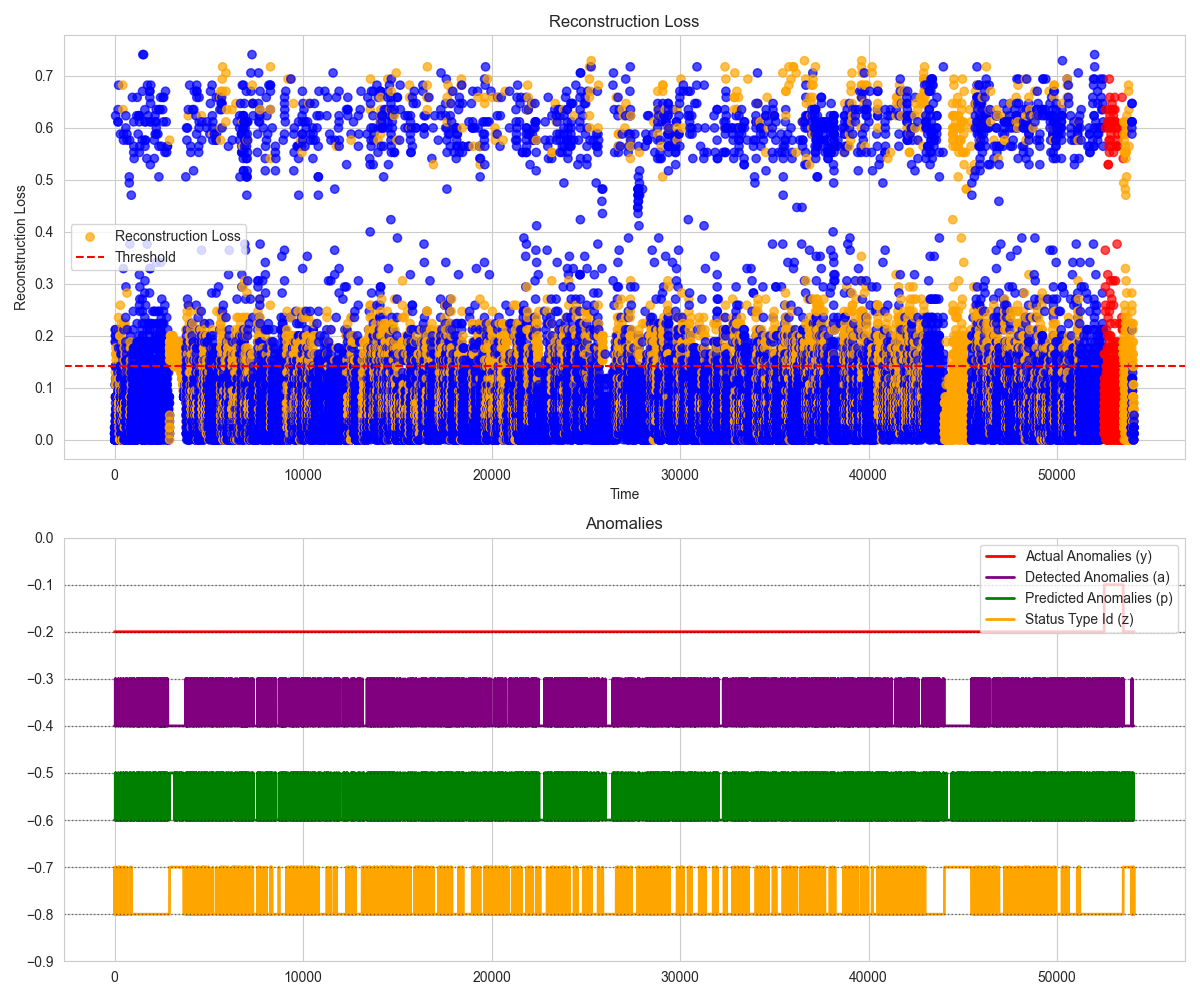 Reconstruction Loss
0.7
0.6
0.5
0.4
0.3
0.2
0.1
0.0
Reconstruction Loss
Reconstruction Loss
Threshold
0 10000 20000 30000 40000 50000
Time
Anomalies
0.0
−0.1
−0.2
−0.3
−0.4
−0.5
−0.6
−0.7
−0.8
−0.9
Actual Anomalies (y)
Detected Anomalies (a)
Predicted Anomalies (p)
Status Type Id (z)
0 10000 20000 30000 40000 50000